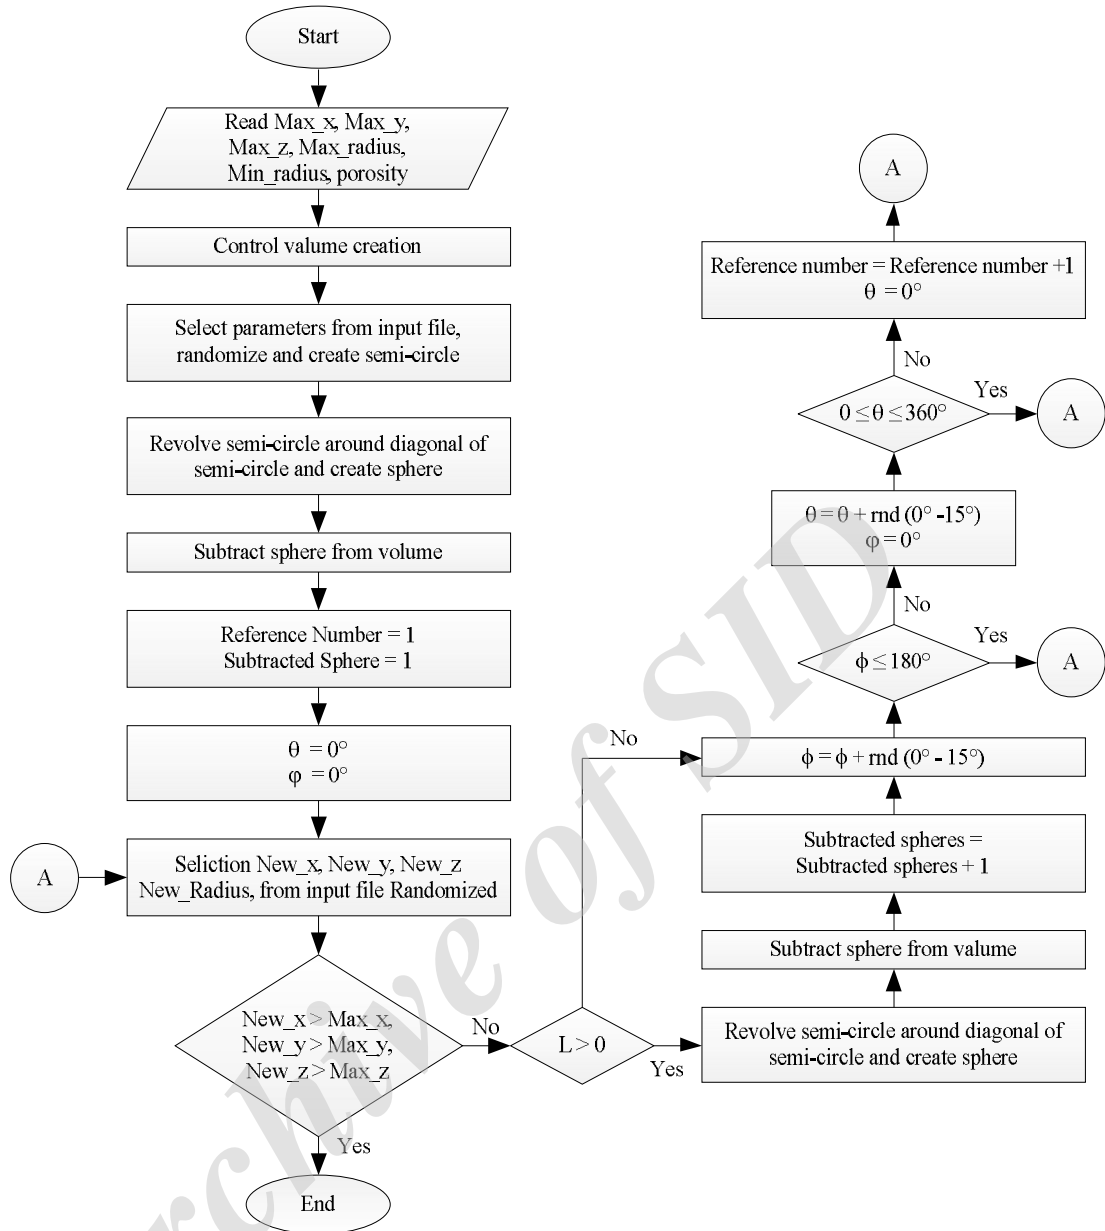 Start
Read Max_x, Max_y,
Max_z, Max_radius,
Min_radius, porosity
Control valume creation
Select parameters from input file,
randomize and create semi-circle
Revolve semi-circle around diagonal of
semi-circle and create sphere
Subtract sphere from volume
Reference Number = 1
Subtracted Sphere = 1
θ = 0°
φ = 0°
A
Seliction New_x, New_y, New_z
New_Radius, from input file Randomized
New_x > Max_x,
New_y > Max_y,
New_z > Max_z
No
Yes
End
L > 0
No
Yes
Revolve semi-circle around diagonal of
semi-circle and create sphere
Subtract sphere from valume
Subtracted spheres =
Subtracted spheres + 1
ϕ = ϕ + rnd (0° - 15°)
ϕ ≤ 180°
Yes
A
No
θ = θ + rnd (0° -15°)
φ = 0°
0 ≤ θ ≤ 360°
Yes
A
No
Reference number = Reference number +1
θ = 0°
A
Archive of SID